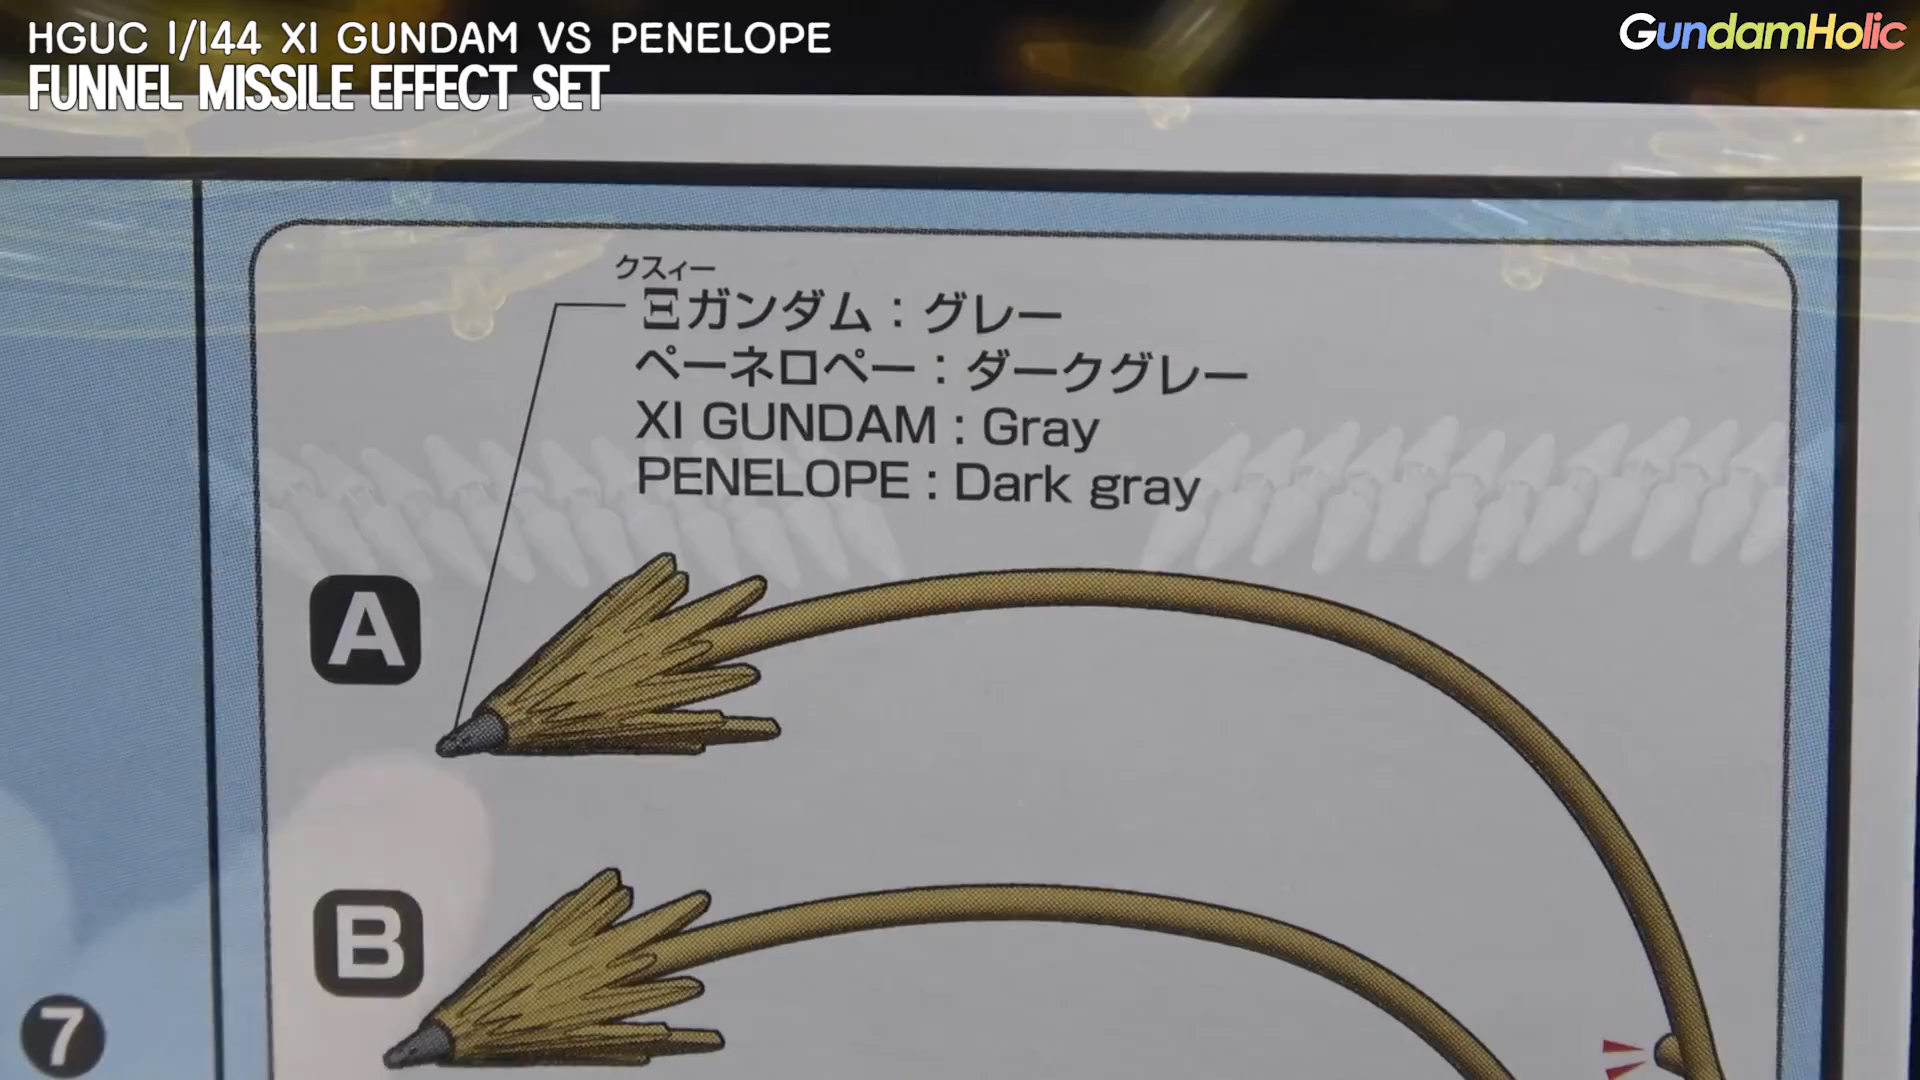 HGUC 1/144 XI GUNDAM VS PENELOPE
FUNNEL MISSILE EFFECT SET
GundamHolic
クスィー
Ξガンダム：グレー
ペーネロペー：ダークグレー
XI GUNDAM : Gray
PENELOPE : Dark gray
A
B
7